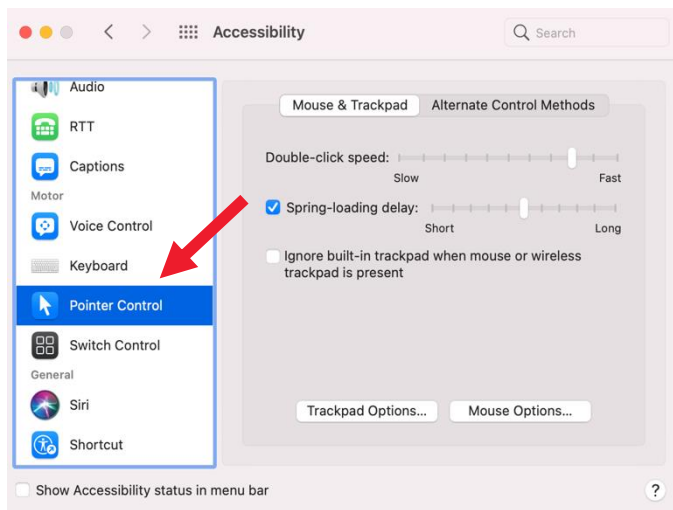 Accessibility
Search
Audio
RTT
Captions
Motor
Voice Control
Keyboard
Pointer Control
Switch Control
General
Siri
Shortcut
Mouse & Trackpad
Alternate Control Methods
Double-click speed:
Slow
Fast
Spring-loading delay:
Short
Long
Ignore built-in trackpad when mouse or wireless
trackpad is present
Trackpad Options...
Mouse Options...
Show Accessibility status in menu bar
?